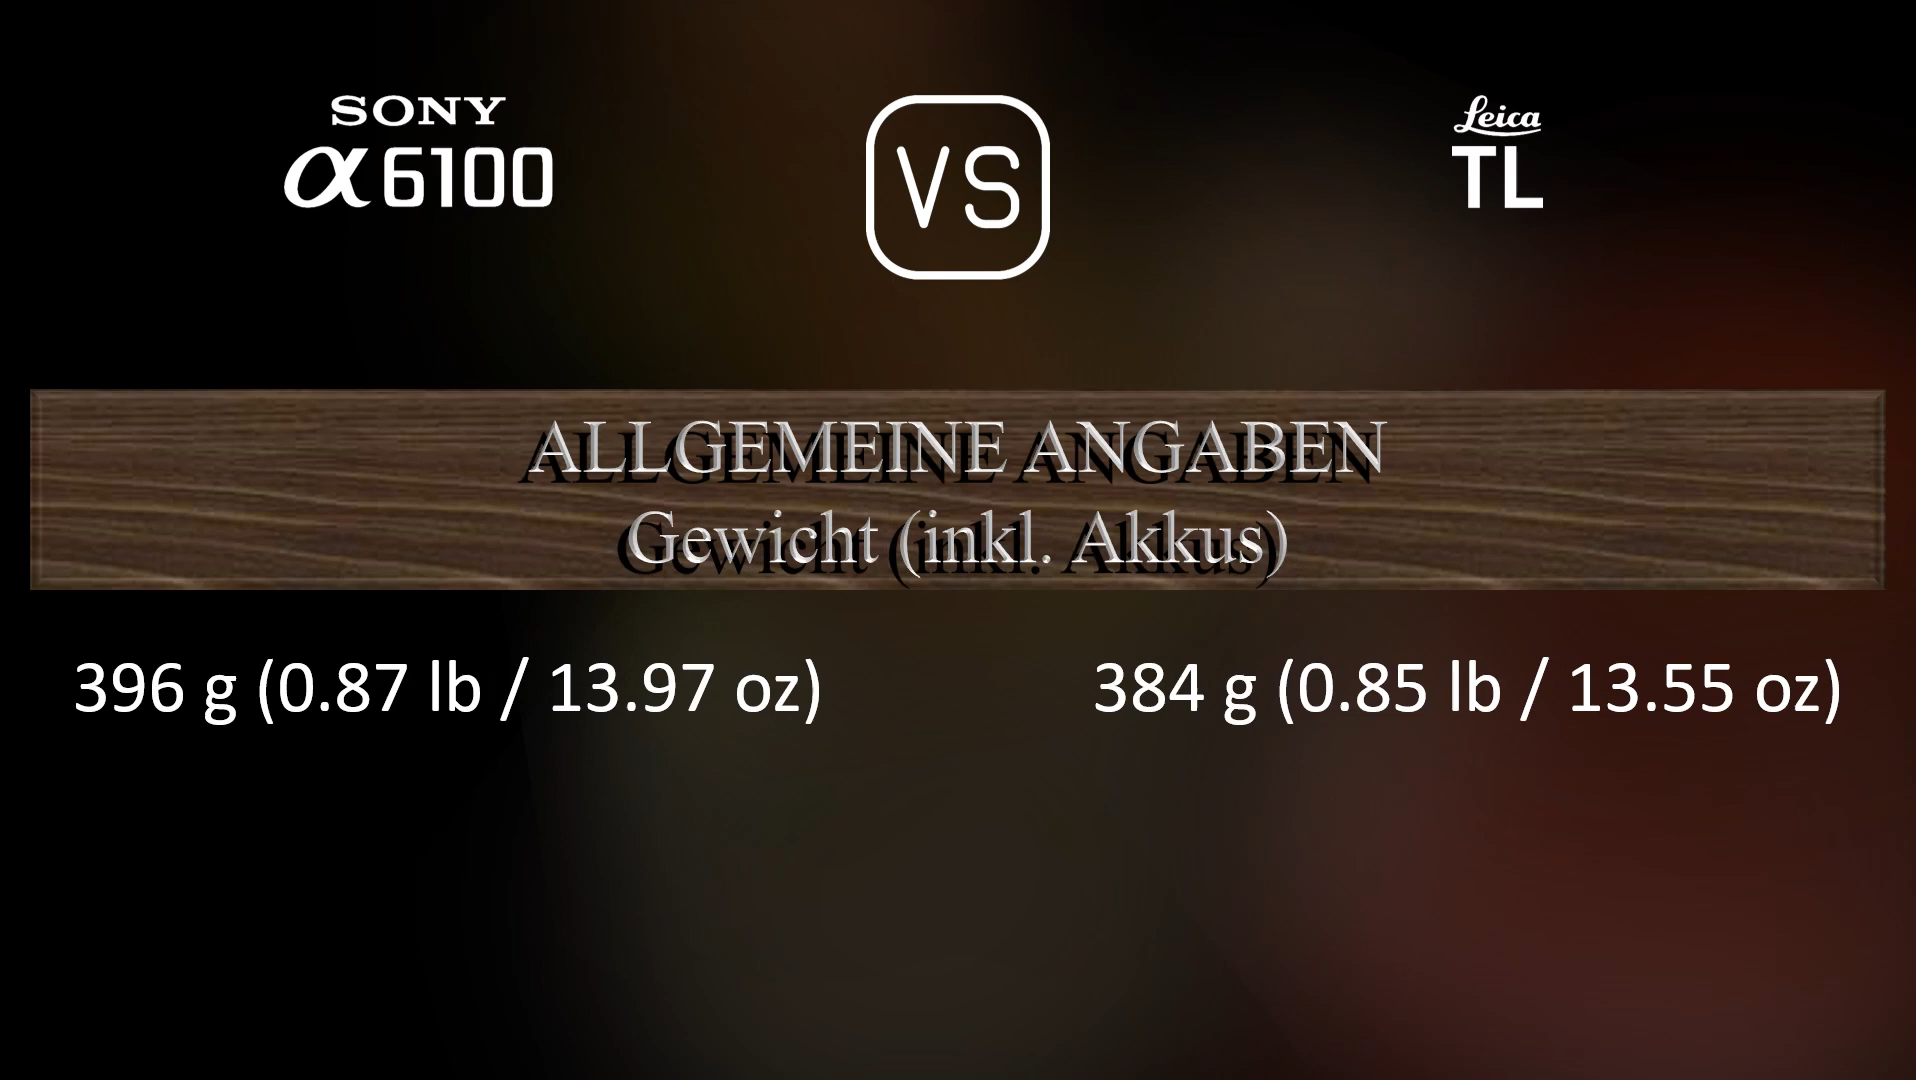 SONY
α6100
VS
Leica
TL
ALLGEMEINE ANGABEN
Gewicht (inkl. Akkus)
396 g (0.87 lb / 13.97 oz)
384 g (0.85 lb / 13.55 oz)